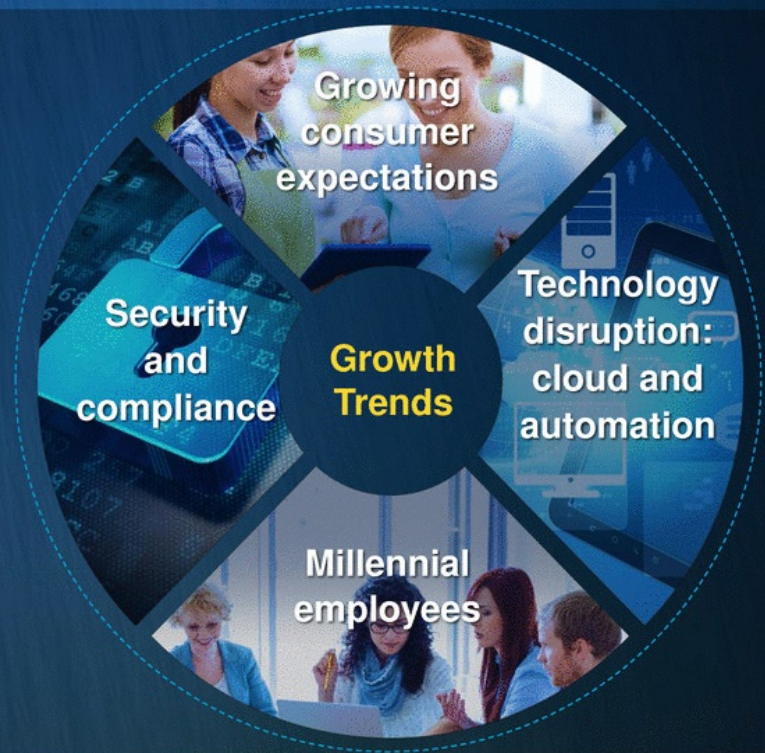 Growing
consumer
expectations
Technology
disruption:
cloud and
automation
Security
and
compliance
Growth
Trends
Millennial
employees